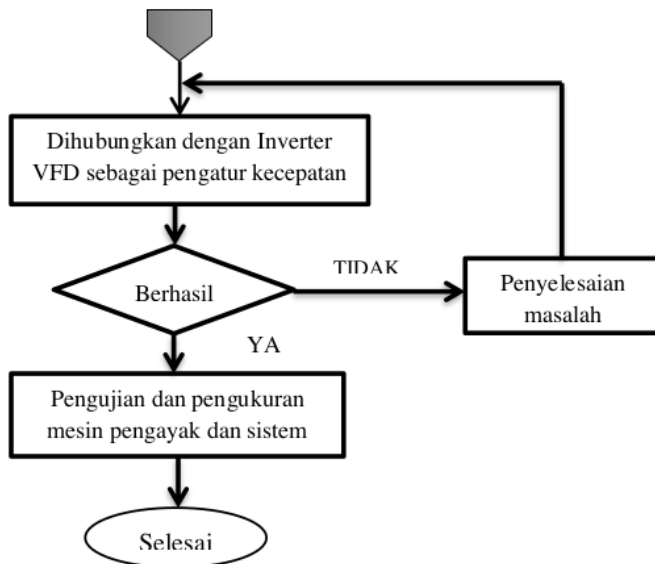 Dihubungkan dengan Inverter
VFD sebagai pengatur kecepatan
TIDAK
Berhasil
Penyelesaian
masalah
YA
Pengujian dan pengukuran
mesin pengayak dan sistem
Selesai